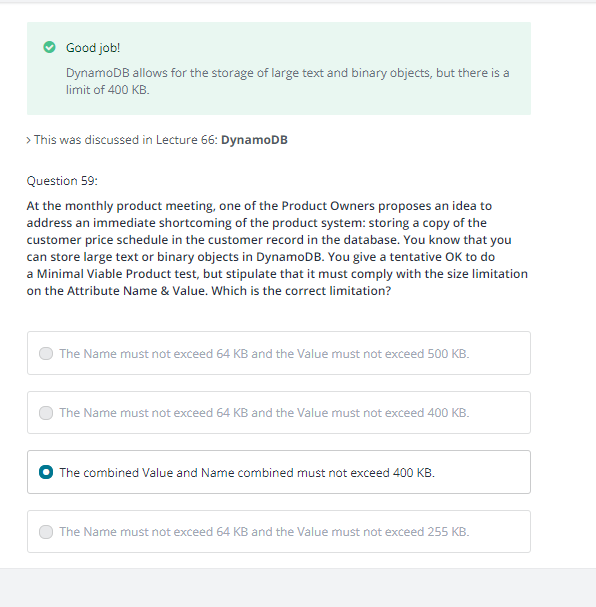 Good job!
DynamoDB allows for the storage of large text and binary objects, but there is a
limit of 400 KB.
> This was discussed in Lecture 66: DynamoDB
Question 59:
At the monthly product meeting, one of the Product Owners proposes an idea to
address an immediate shortcoming of the product system: storing a copy of the
customer price schedule in the customer record in the database. You know that you
can store large text or binary objects in DynamoDB. You give a tentative OK to do
a Minimal Viable Product test, but stipulate that it must comply with the size limitation
on the Attribute Name & Value. Which is the correct limitation?
The Name must not exceed 64 KB and the Value must not exceed 500 KB.
The Name must not exceed 64 KB and the Value must not exceed 400 KB.
The combined Value and Name combined must not exceed 400 KB.
The Name must not exceed 64 KB and the Value must not exceed 255 KB.